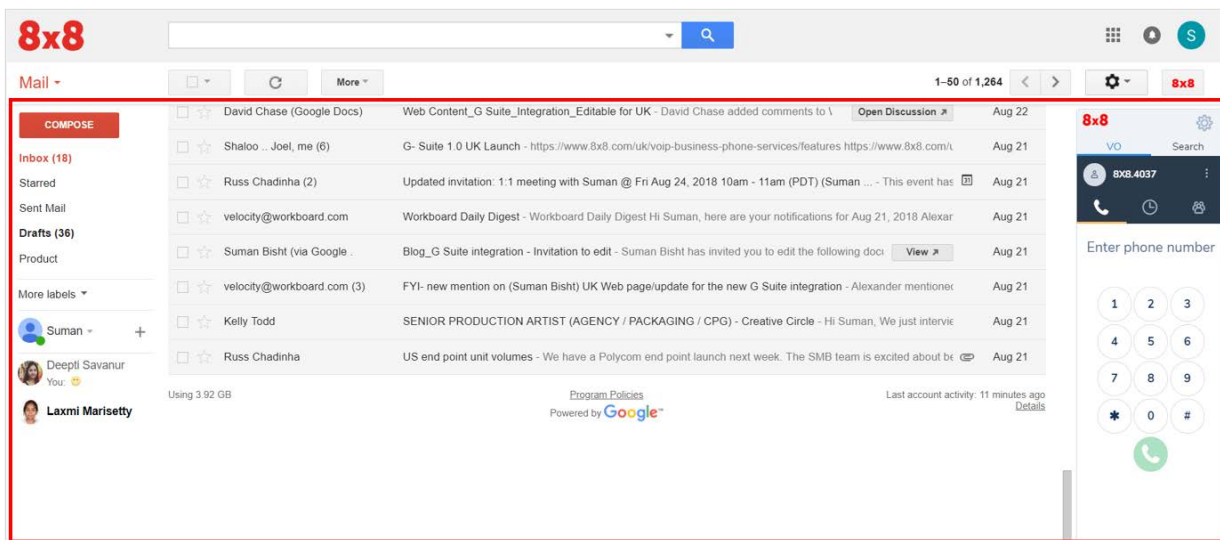 8x8
S
Mail
More
1–50 of 1,264
8x8
COMPOSE
Inbox (18)
Starred
Sent Mail
Drafts (36)
Product
More labels
Suman
Deepti Savanur
You:
Laxmi Marisetty
David Chase (Google Docs) Web Content_G Suite_Integration_Editable for UK - David Chase added comments to Open Discussion Aug 22
Shaloo .. Joel, me (6) G- Suite 1.0 UK Launch - https://www.8x8.com/uk/voip-business-phone-services/features https://www.8x8.com/u Aug 21
Russ Chadinha (2) Updated invitation: 1:1 meeting with Suman @ Fri Aug 24, 2018 10am - 11am (PDT) (Suman ... - This event has 31 Aug 21
velocity@workboard.com Workboard Daily Digest - Workboard Daily Digest Hi Suman, here are your notifications for Aug 21, 2018 Alexar Aug 21
Suman Bisht (via Google . Blog_G Suite integration - Invitation to edit - Suman Bisht has invited you to edit the following doc View Aug 21
velocity@workboard.com (3) FYI- new mention on (Suman Bisht) UK Web page/update for the new G Suite integration - Alexander mentioned Aug 21
Kelly Todd SENIOR PRODUCTION ARTIST (AGENCY / PACKAGING / CPG) - Creative Circle - Hi Suman, We just intervie Aug 21
Russ Chadinha US end point unit volumes - We have a Polycom end point launch next week. The SMB team is excited about be Aug 21
Using 3.92 GB Program Policies Last account activity: 11 minutes ago
Powered by Google™ Details
8x8
VO Search
8X8.4037
Enter phone number
1 2 3
4 5 6
7 8 9
* 0 #